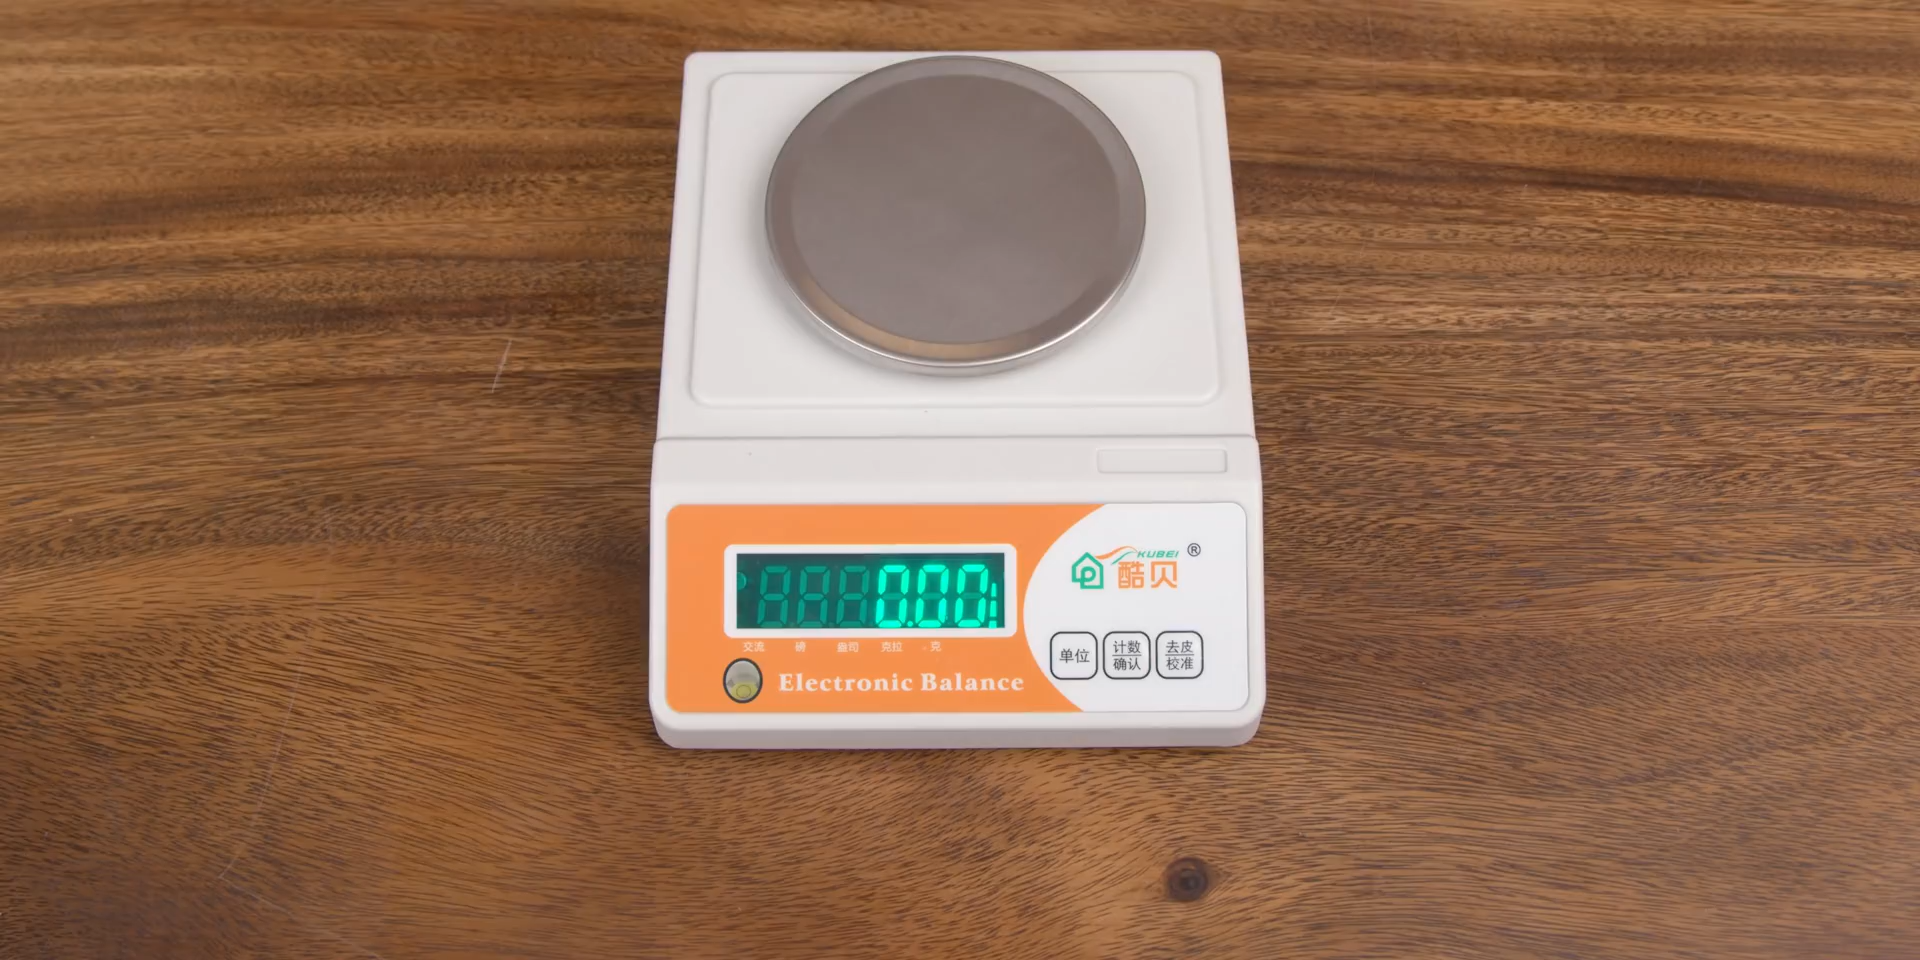 KUBEI ®
酷贝
0.00
交流 磅 盎司 克拉 克
单位 计数 确认 去皮 校准
Electronic Balance